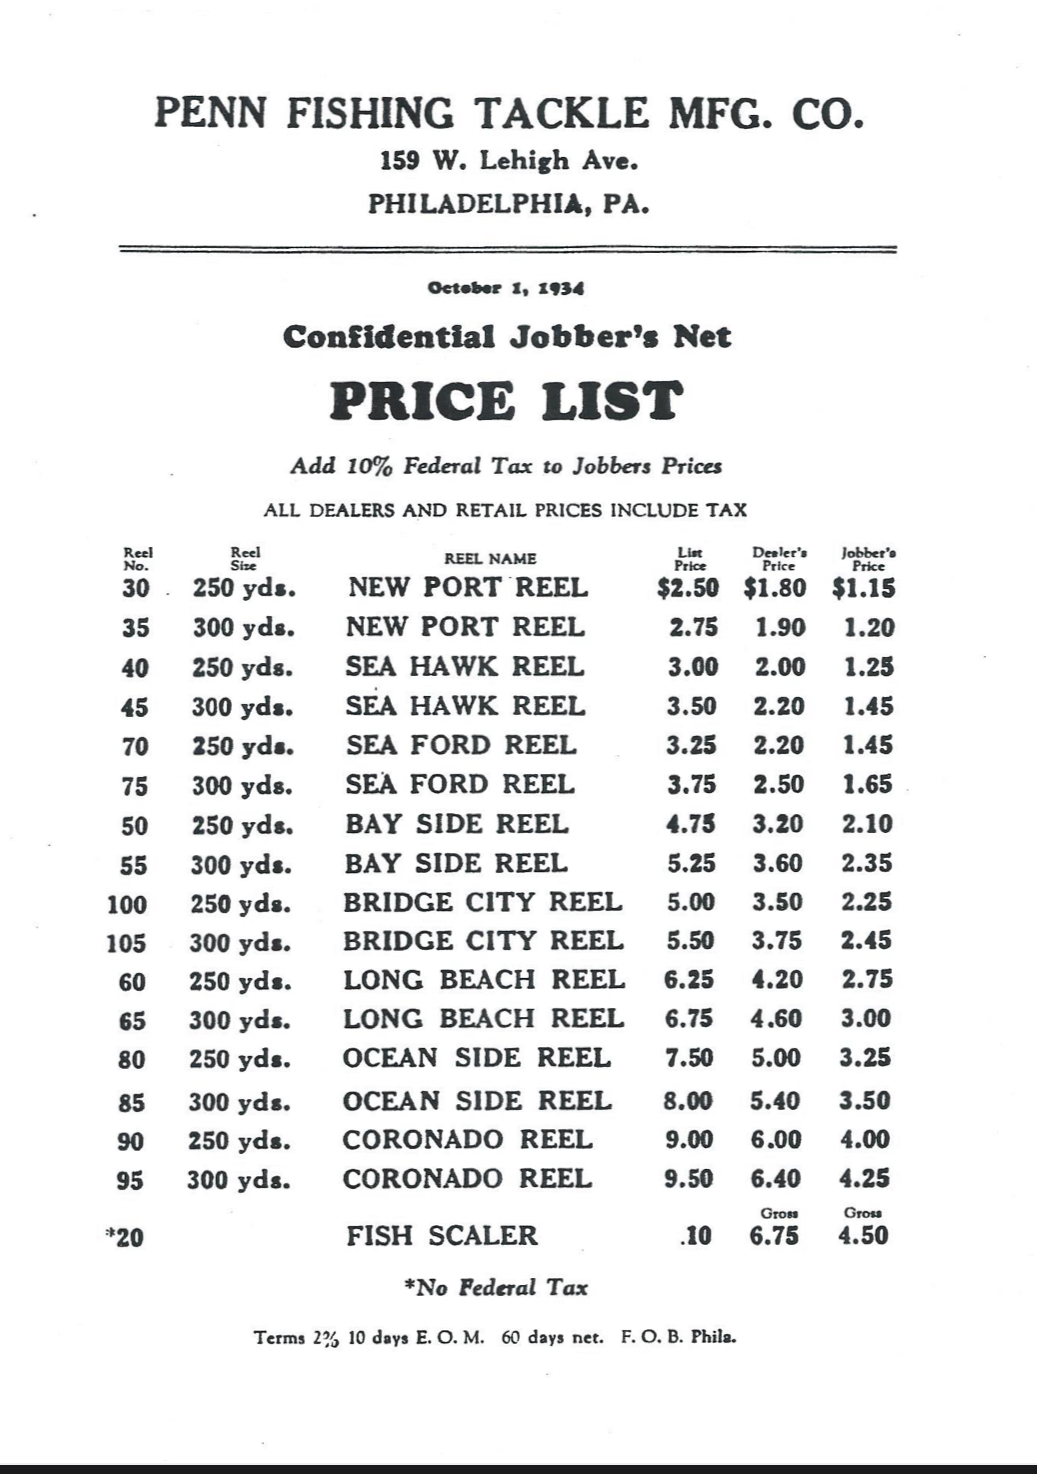 PENN FISHING TACKLE MFG. CO.
159 W. Lehigh Ave.
PHILADELPHIA, PA.
October 1, 1934
Confidential Jobber's Net
PRICE LIST
Add 10% Federal Tax to Jobbers Prices
ALL DEALERS AND RETAIL PRICES INCLUDE TAX
Reel No. Reel Size REEL NAME List Price Dealer's Price Jobber's Price
30 250 yds. NEW PORT REEL $2.50 $1.80 $1.15
35 300 yds. NEW PORT REEL 2.75 1.90 1.20
40 250 yds. SEA HAWK REEL 3.00 2.00 1.25
45 300 yds. SEA HAWK REEL 3.50 2.20 1.45
70 250 yds. SEA FORD REEL 3.25 2.20 1.45
75 300 yds. SEA FORD REEL 3.75 2.50 1.65
50 250 yds. BAY SIDE REEL 4.75 3.20 2.10
55 300 yds. BAY SIDE REEL 5.25 3.60 2.35
100 250 yds. BRIDGE CITY REEL 5.00 3.50 2.25
105 300 yds. BRIDGE CITY REEL 5.50 3.75 2.45
60 250 yds. LONG BEACH REEL 6.25 4.20 2.75
65 300 yds. LONG BEACH REEL 6.75 4.60 3.00
80 250 yds. OCEAN SIDE REEL 7.50 5.00 3.25
85 300 yds. OCEAN SIDE REEL 8.00 5.40 3.50
90 250 yds. CORONADO REEL 9.00 6.00 4.00
95 300 yds. CORONADO REEL 9.50 6.40 4.25
Gross Gross
*20 FISH SCALER .10 6.75 4.50
*No Federal Tax
Terms 2% 10 days E. O. M. 60 days net. F. O. B. Phila.